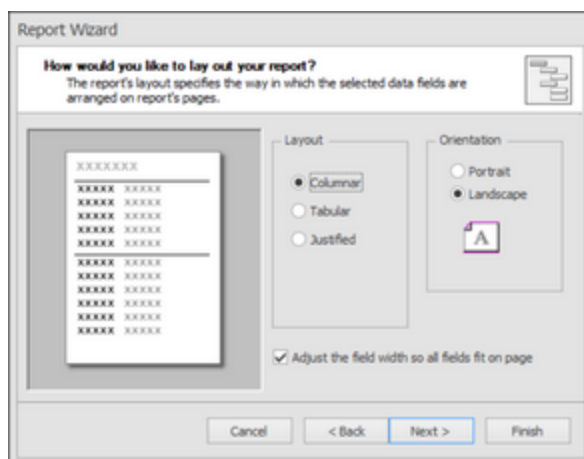 Report Wizard
How would you like to lay out your report?
The report's layout specifies the way in which the selected data fields are
arranged on report's pages.
XXXXXXX
XXXXX XXXXX
XXXXX XXXXX
XXXXX XXXXX
XXXXX XXXXX
XXXXX XXXXX
XXXXX XXXXX
XXXXX XXXXX
XXXXX XXXXX
XXXXX XXXXX
XXXXX XXXXX
XXXXX XXXXX
Layout
Columnar
Tabular
Justified
Orientation
Portrait
Landscape
A
Adjust the field width so all fields fit on page
Cancel
< Back
Next >
Finish